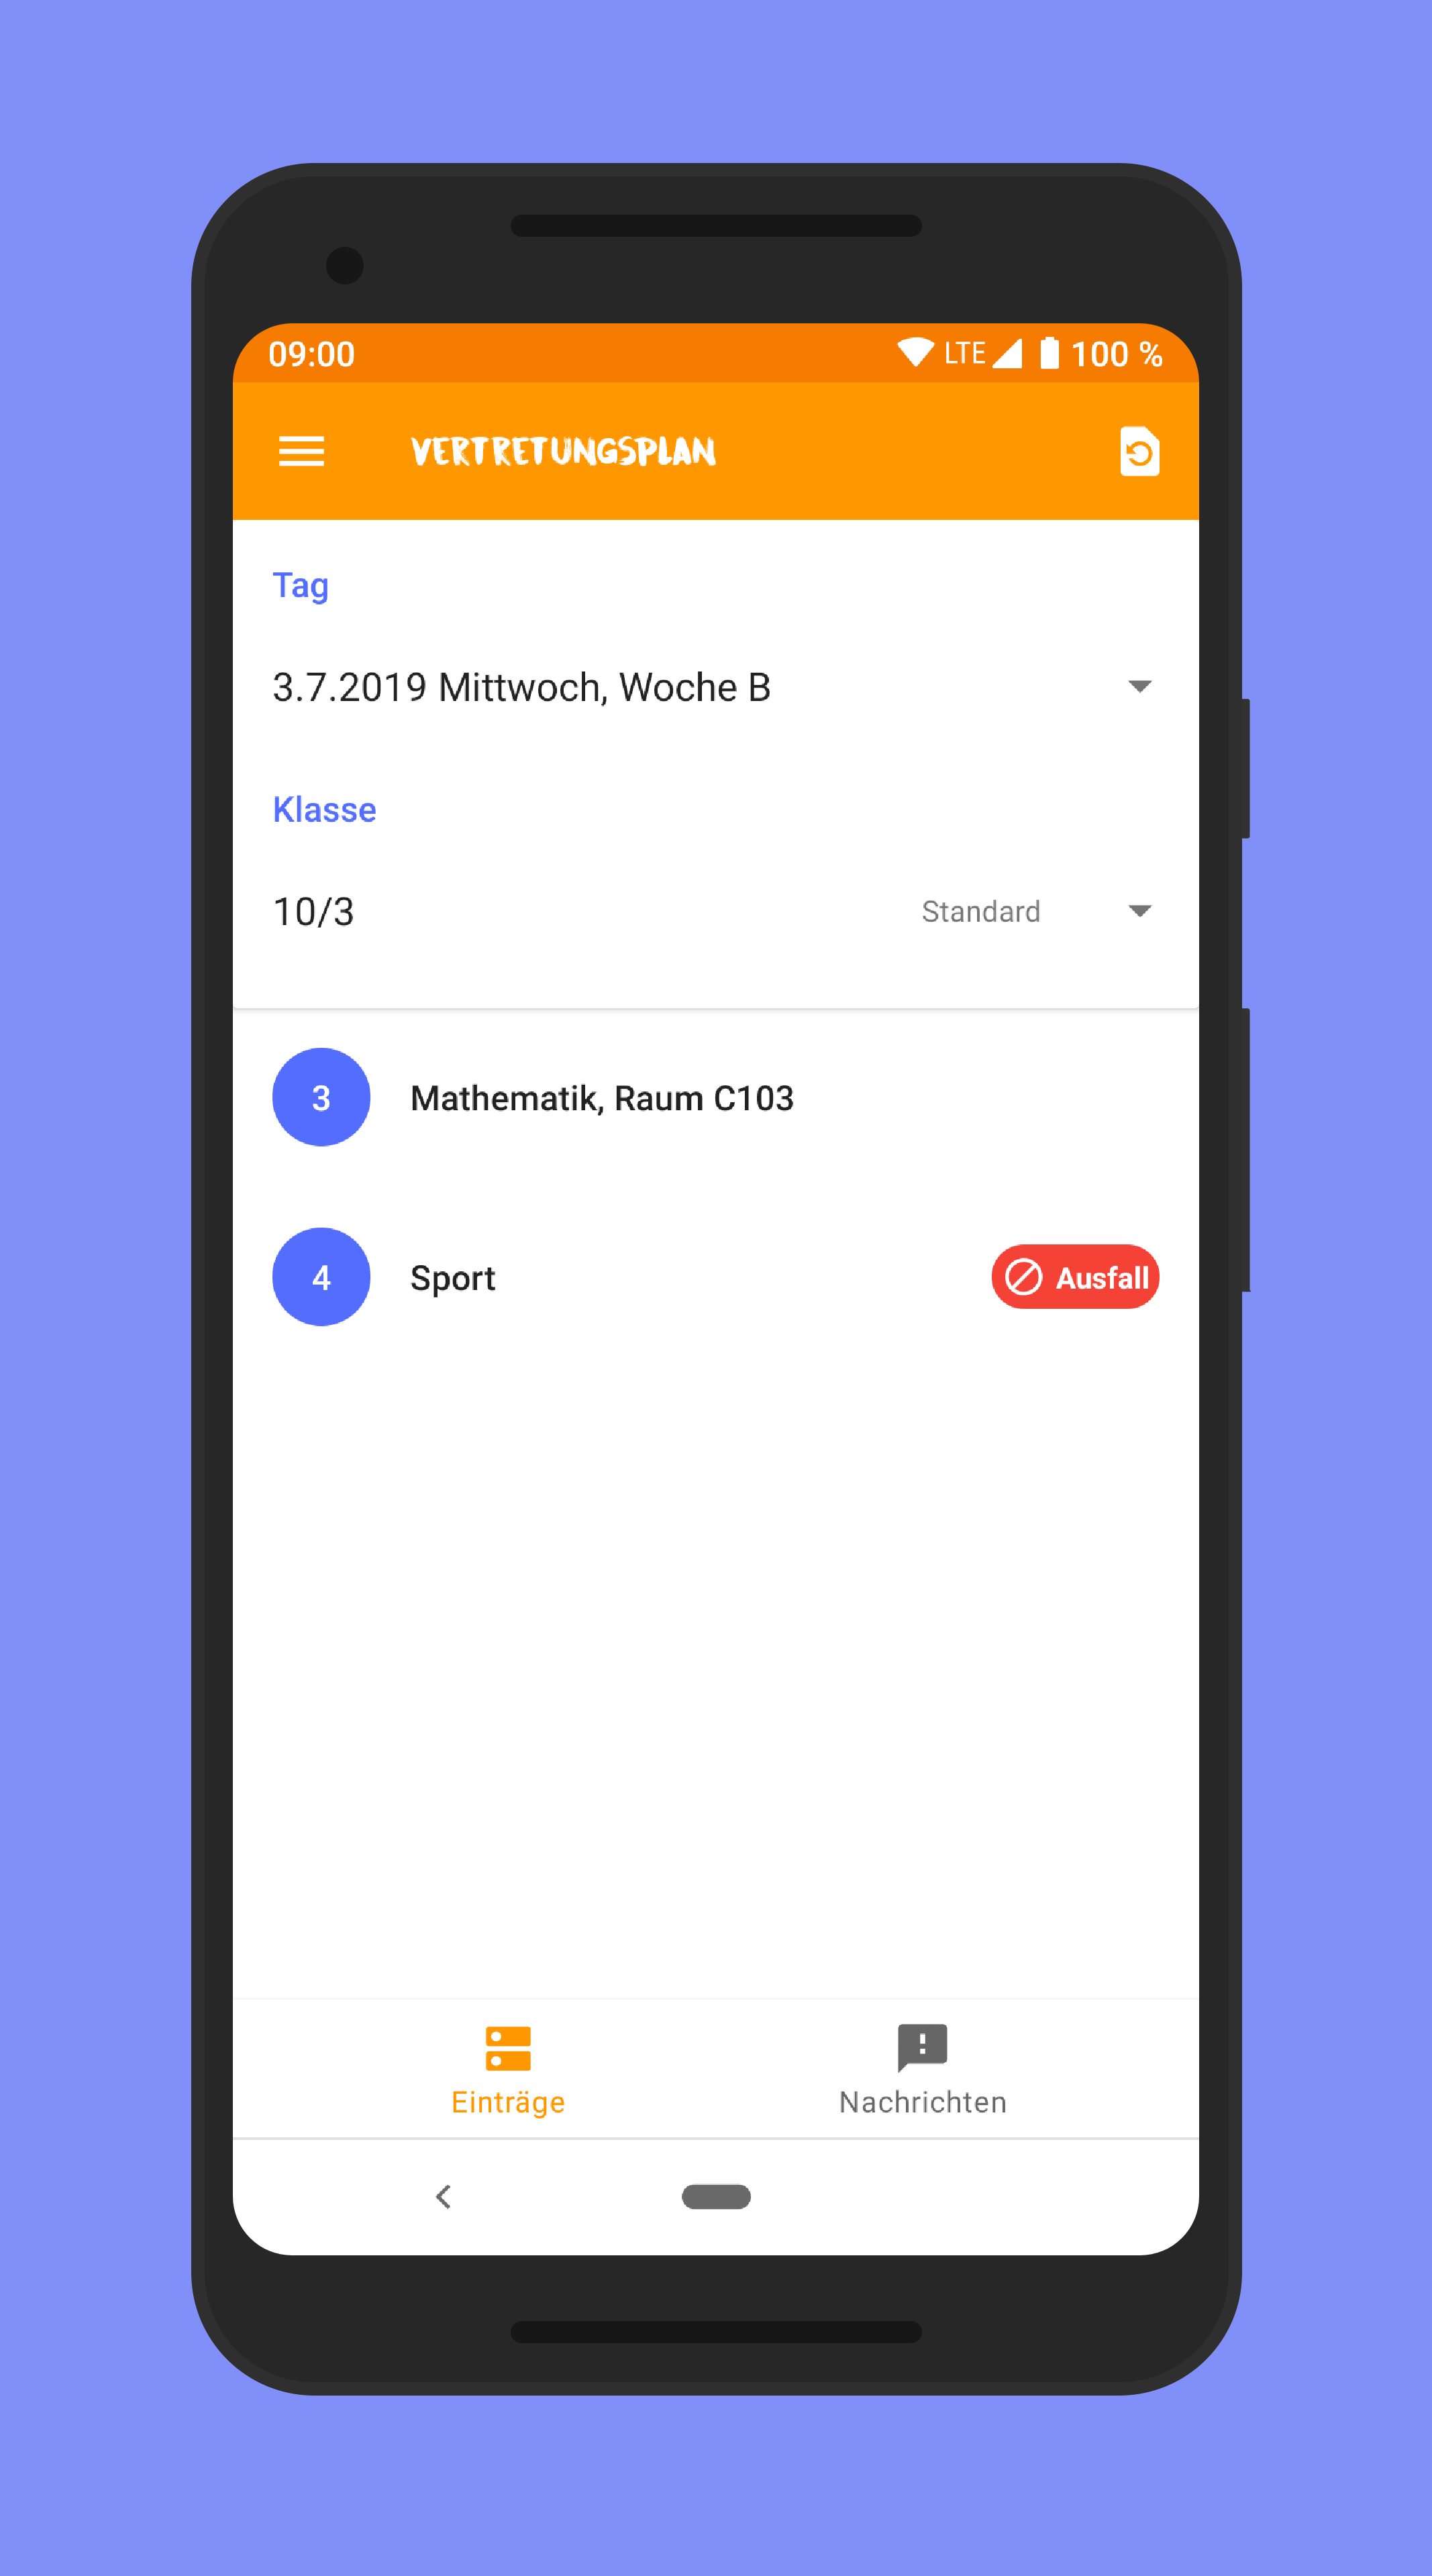 09:00 LTE 100 %
VERTRETUNGSPLAN
Tag
3.7.2019 Mittwoch, Woche B
Klasse
10/3 Standard
3 Mathematik, Raum C103
4 Sport Ausfall
Einträge Nachrichten